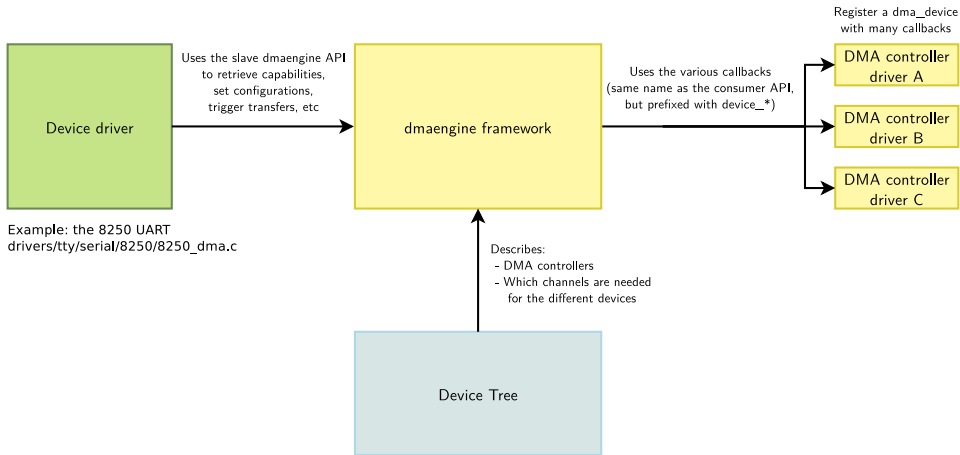 Register a dma_device
with many callbacks
Uses the slave dmaengine API
to retrieve capabilities,
set configurations,
trigger transfers, etc
Device driver
dmaengine framework
Uses the various callbacks
(same name as the consumer API,
but prefixed with device_*)
DMA controller
driver A
DMA controller
driver B
DMA controller
driver C
Example: the 8250 UART
drivers/tty/serial/8250/8250_dma.c
Describes:
- DMA controllers
- Which channels are needed
for the different devices
Device Tree